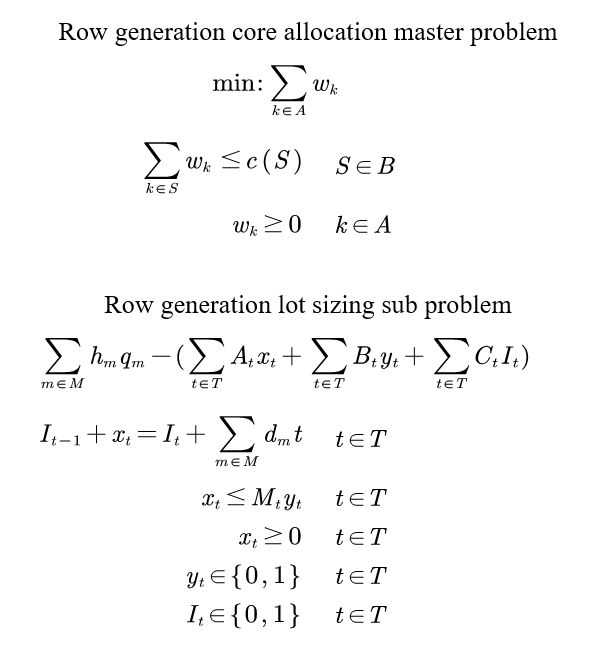 Row generation core allocation master problem
min: ∑_{k∈A} w_k
∑_{k∈S} w_k ≤ c(S) S∈B
w_k ≥ 0 k∈A
Row generation lot sizing sub problem
∑_{m∈M} h_m q_m − (∑_{t∈T} A_t x_t + ∑_{t∈T} B_t y_t + ∑_{t∈T} C_t I_t)
I_{t−1} + x_t = I_t + ∑_{m∈M} d_m t t∈T
x_t ≤ M_t y_t t∈T
x_t ≥ 0 t∈T
y_t ∈ {0,1} t∈T
I_t ∈ {0,1} t∈T